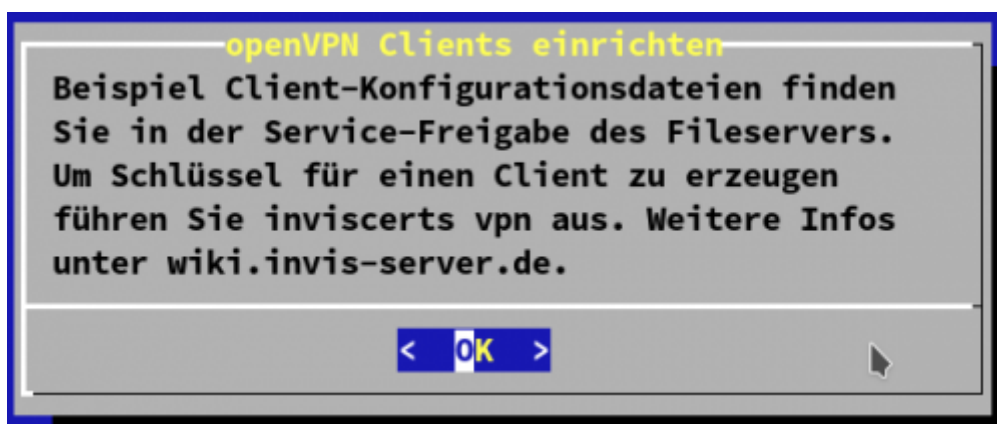 openVPN Clients einrichten
Beispiel Client-Konfigurationsdateien finden
Sie in der Service-Freigabe des Fileservers.
Um Schlüssel für einen Client zu erzeugen
führen Sie inviscerts vpn aus. Weitere Infos
unter wiki.invis-server.de.
< OK >